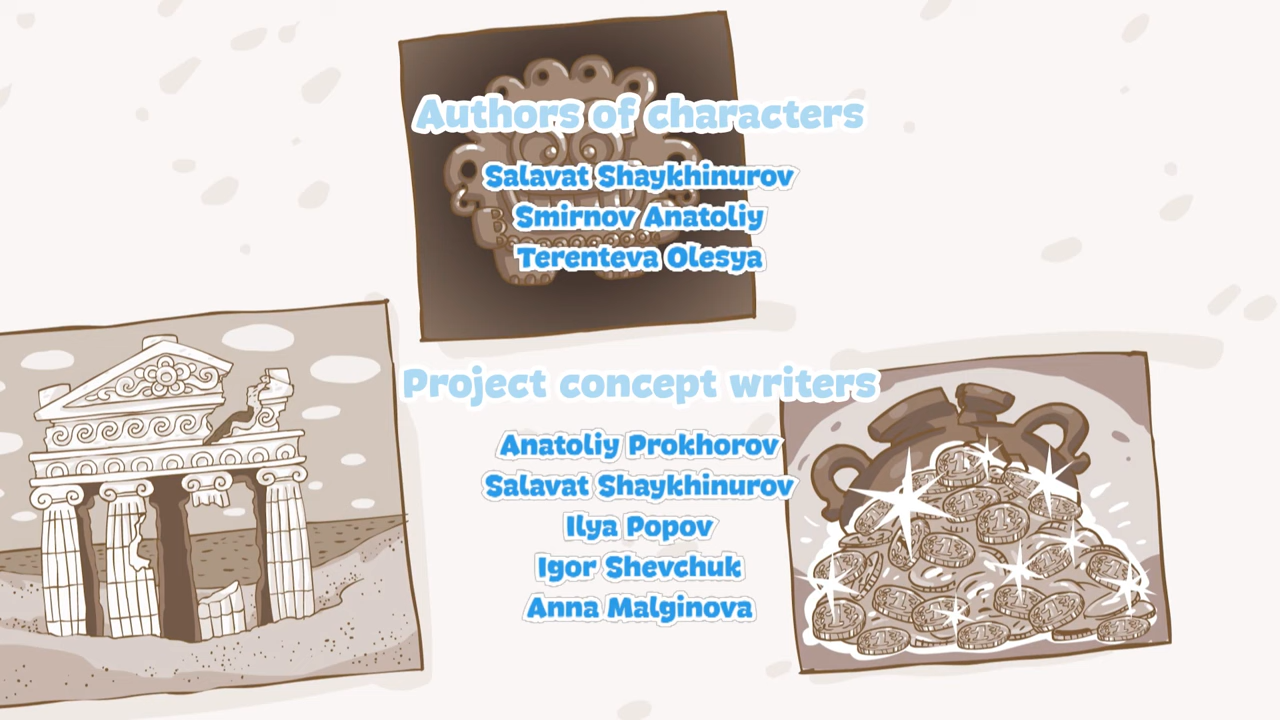 Authors of characters
Salavat Shaykhinurov
Smirnov Anatoliy
Terenteva Olesya
Project concept writers
Anatoliy Prokhorov
Salavat Shaykhinurov
Ilya Popov
Igor Shevchuk
Anna Malginova